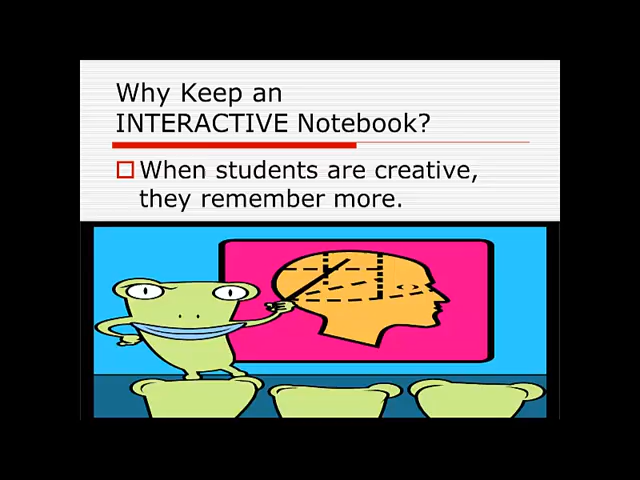 Why Keep an
INTERACTIVE Notebook?
When students are creative,
they remember more.